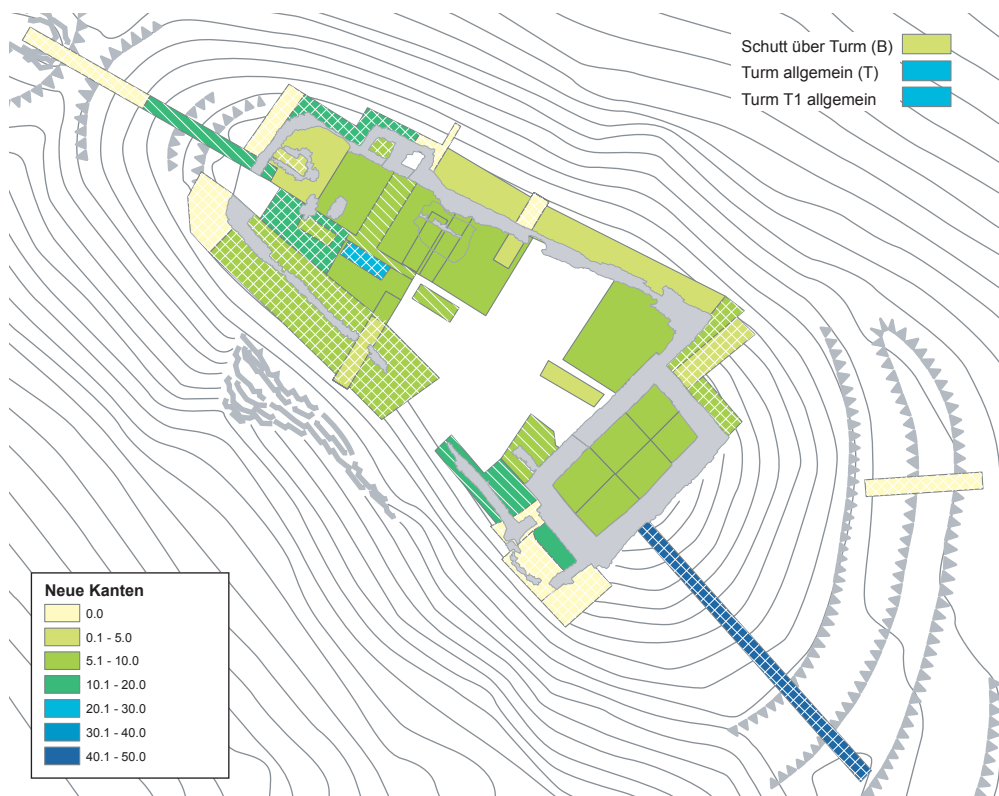 Schutt über Turm (B)
Turm allgemein (T)
Turm T1 allgemein
Neue Kanten
0.0
0.1 - 5.0
5.1 - 10.0
10.1 - 20.0
20.1 - 30.0
30.1 - 40.0
40.1 - 50.0